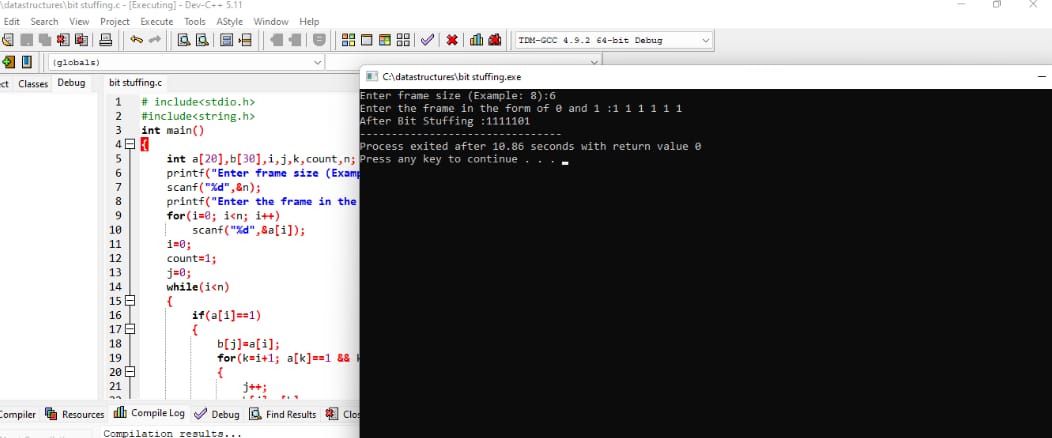 \datastructures\bit stuffing.c - [Executing] - Dev-C++ 5.11
Edit Search View Project Execute Tools AStyle Window Help
TDM-GCC 4.9.2 64-bit Debug
(globals)
Classes Debug
bit stuffing.c
1 # include<stdio.h>
2 #include<string.h>
3 int main()
4 {
5 int a[20],b[30],i,j,k,count,n;
6 printf("Enter frame size (Examp
7 scanf("%d",&n);
8 printf("Enter the frame in the
9 for(i=0; i<n; i++)
10 scanf("%d",&a[i]);
11 i=0;
12 count=1;
13 j=0;
14 while(i<n)
15 {
16 if(a[i]==1)
17 {
18 b[j]=a[i];
19 for(k=i+1; a[k]==1 &&
20 {
21 j++;
C:\datastructures\bit stuffing.exe
Enter frame size (Example: 8):6
Enter the frame in the form of 0 and 1 :1 1 1 1 1 1
After Bit Stuffing :1111101
--------------------------------
Process exited after 10.86 seconds with return value 0
Press any key to continue . . .
Compiler Resources Compile Log Debug Find Results Clos
Compilation results...